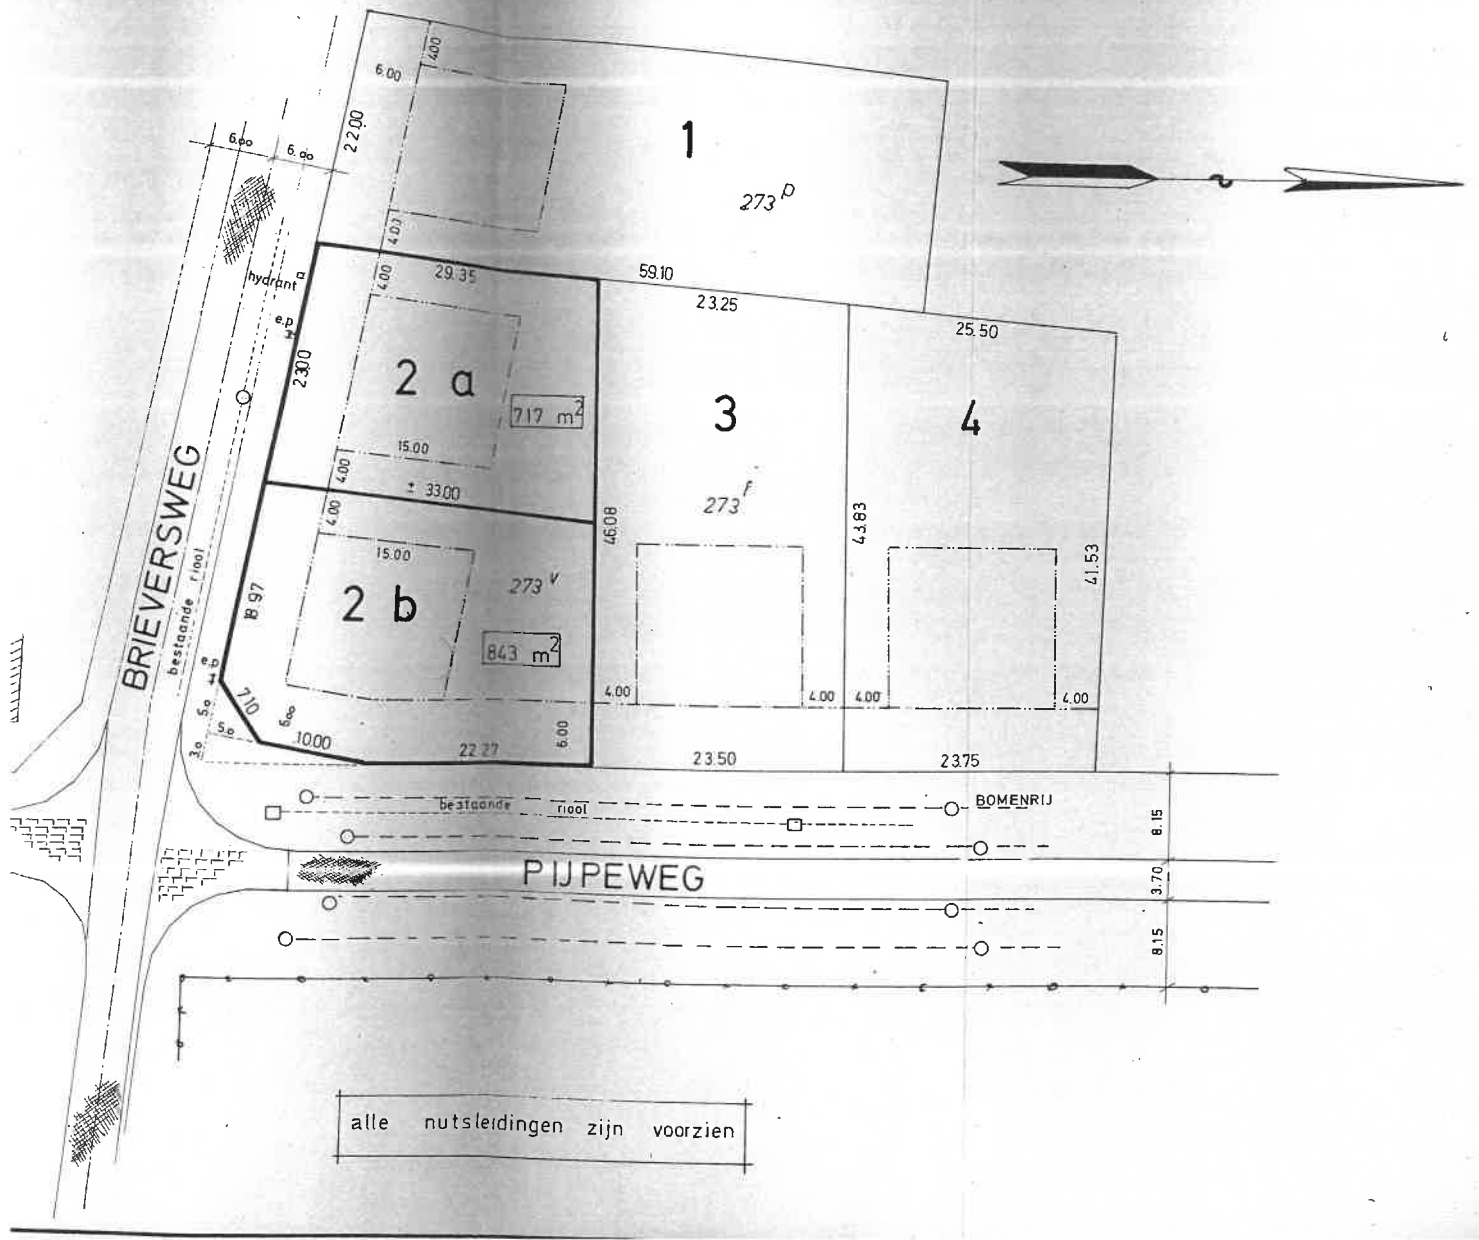 4.00
6.00
22.00
1
273 p
6.00
6.00
4.00
hydrant
4.00
29.35
59.10
23.25
25.50
e.p
23.00
2 a
717 m²
3
4
15.00
4.00
± 33.00
273 f
43.83
46.08
41.53
BRIEVERSWEG
bestaande riool
4.00
15.00
273 v
2 b
18.97
843 m²
e.p
7.10
4.00
4.00
4.00
4.00
5.0
5.0
3.0
6.00
10.00
22.27
6.00
23.50
23.75
bestaande riool
BOMENRIJ
8.15
PIJPEWEG
3.70
8.15
alle nutsleidingen zijn voorzien